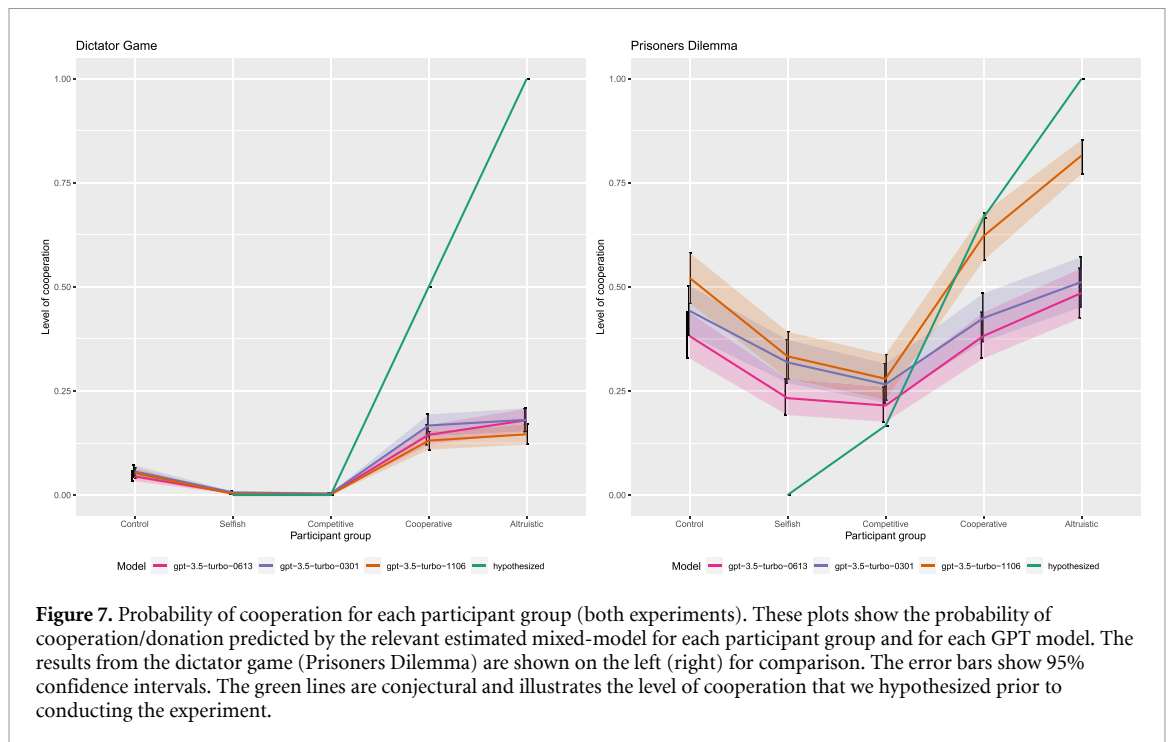 Dictator Game
1.00
0.75
0.50
0.25
0.00
Level of cooperation
Control Selfish Competitive Cooperative Altruistic
Participant group
Model gpt−3.5−turbo−0613 gpt−3.5−turbo−0301 gpt−3.5−turbo−1106 hypothesized
Prisoners Dilemma
1.00
0.75
0.50
0.25
0.00
Level of cooperation
Control Selfish Competitive Cooperative Altruistic
Participant group
Model gpt−3.5−turbo−0613 gpt−3.5−turbo−0301 gpt−3.5−turbo−1106 hypothesized
Figure 7. Probability of cooperation for each participant group (both experiments). These plots show the probability of
cooperation/donation predicted by the relevant estimated mixed-model for each participant group and for each GPT model. The
results from the dictator game (Prisoners Dilemma) are shown on the left (right) for comparison. The error bars show 95%
confidence intervals. The green lines are conjectural and illustrates the level of cooperation that we hypothesized prior to
conducting the experiment.